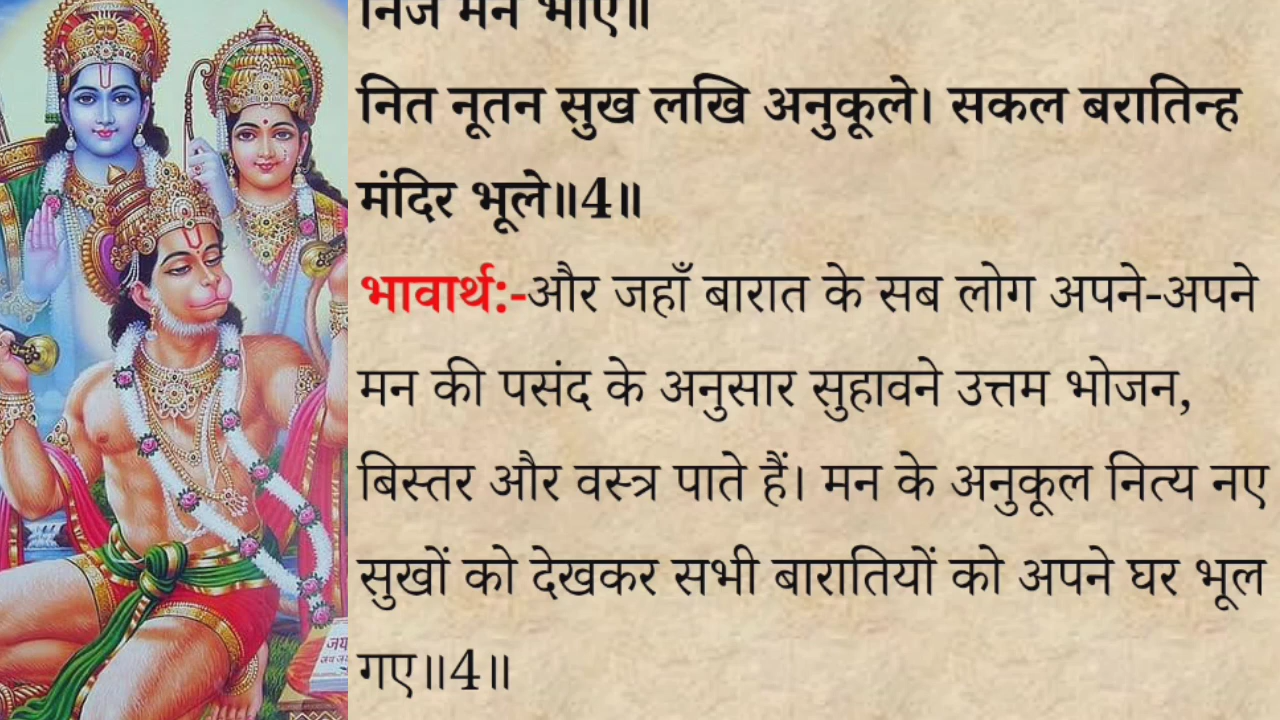 निज मन भाए॥
नित नूतन सुख लखि अनुकूले। सकल बरातिन्ह
मंदिर भूले॥4॥
भावार्थ:-और जहाँ बारात के सब लोग अपने-अपने
मन की पसंद के अनुसार सुहावने उत्तम भोजन,
बिस्तर और वस्त्र पाते हैं। मन के अनुकूल नित्य नए
सुखों को देखकर सभी बारातियों को अपने घर भूल
गए॥4॥